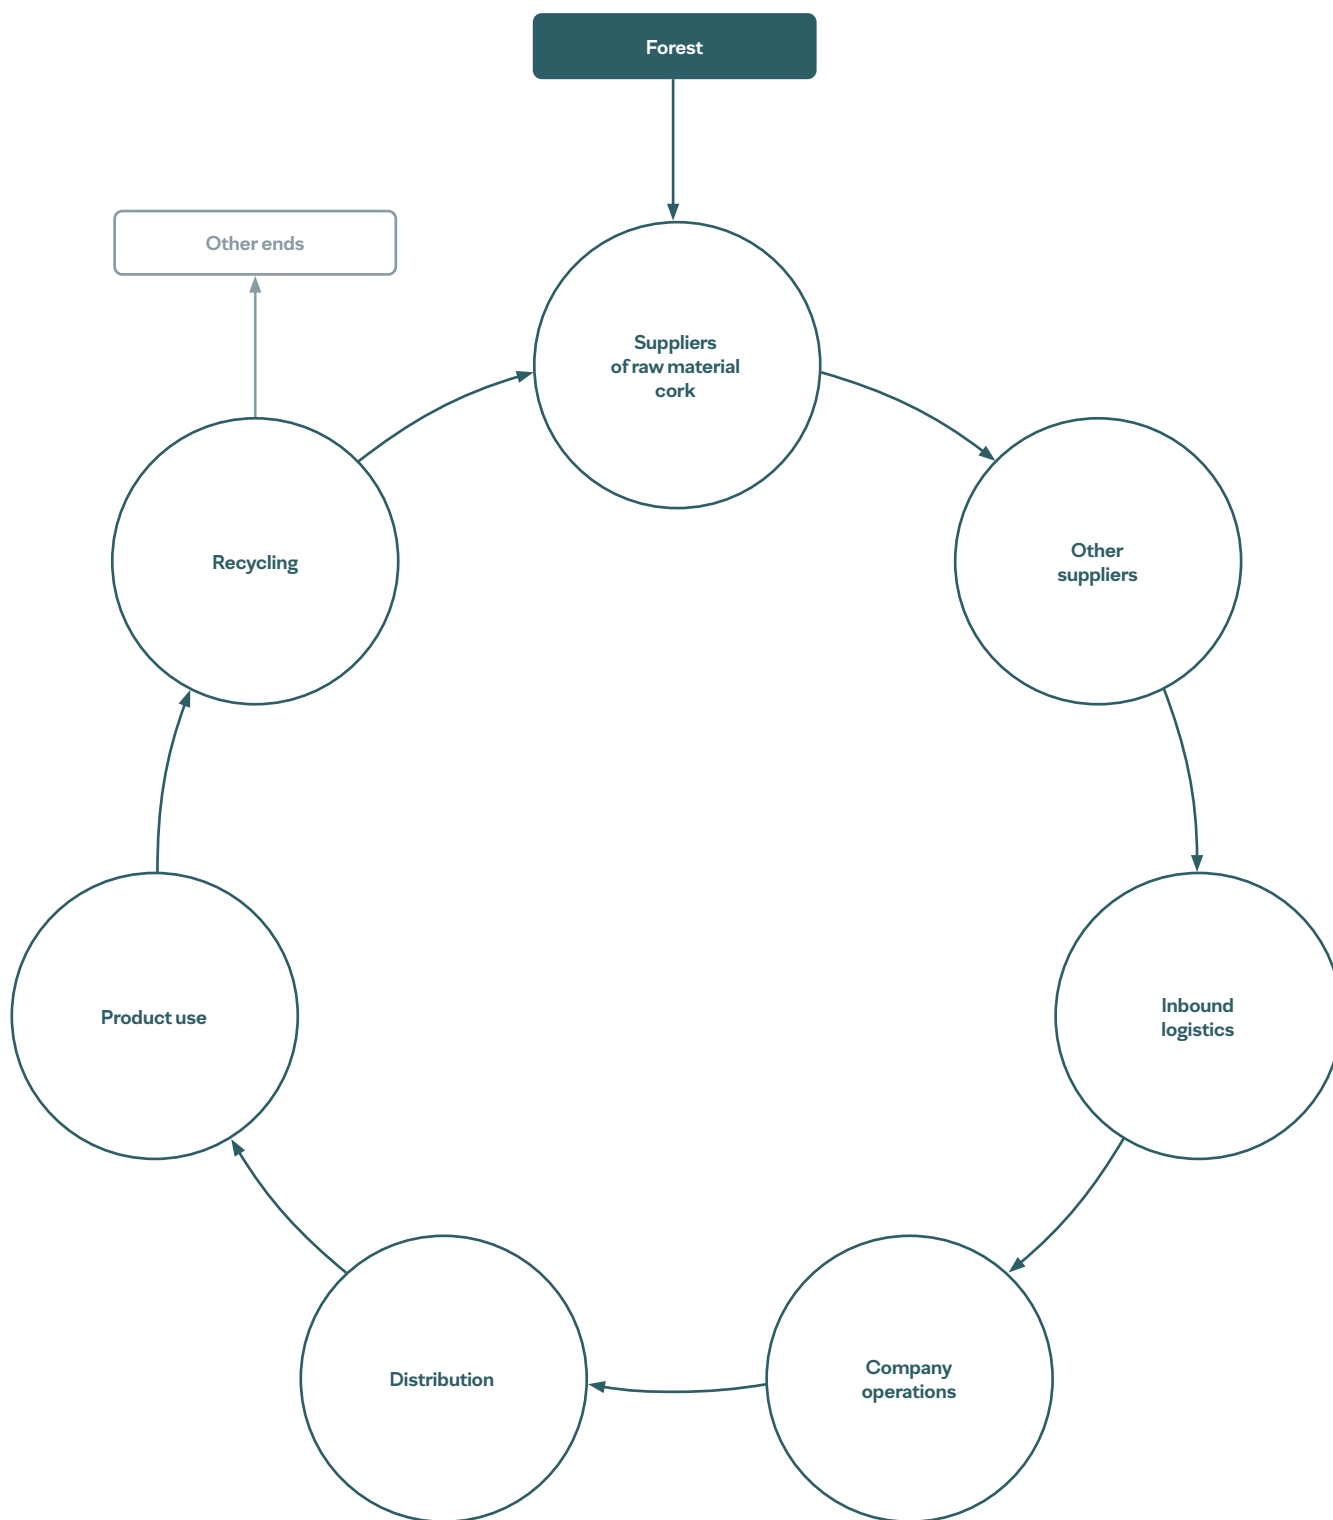 Forest
Other ends
Suppliers
of raw material
cork
Other
suppliers
Recycling
Inbound
logistics
Product use
Company
operations
Distribution